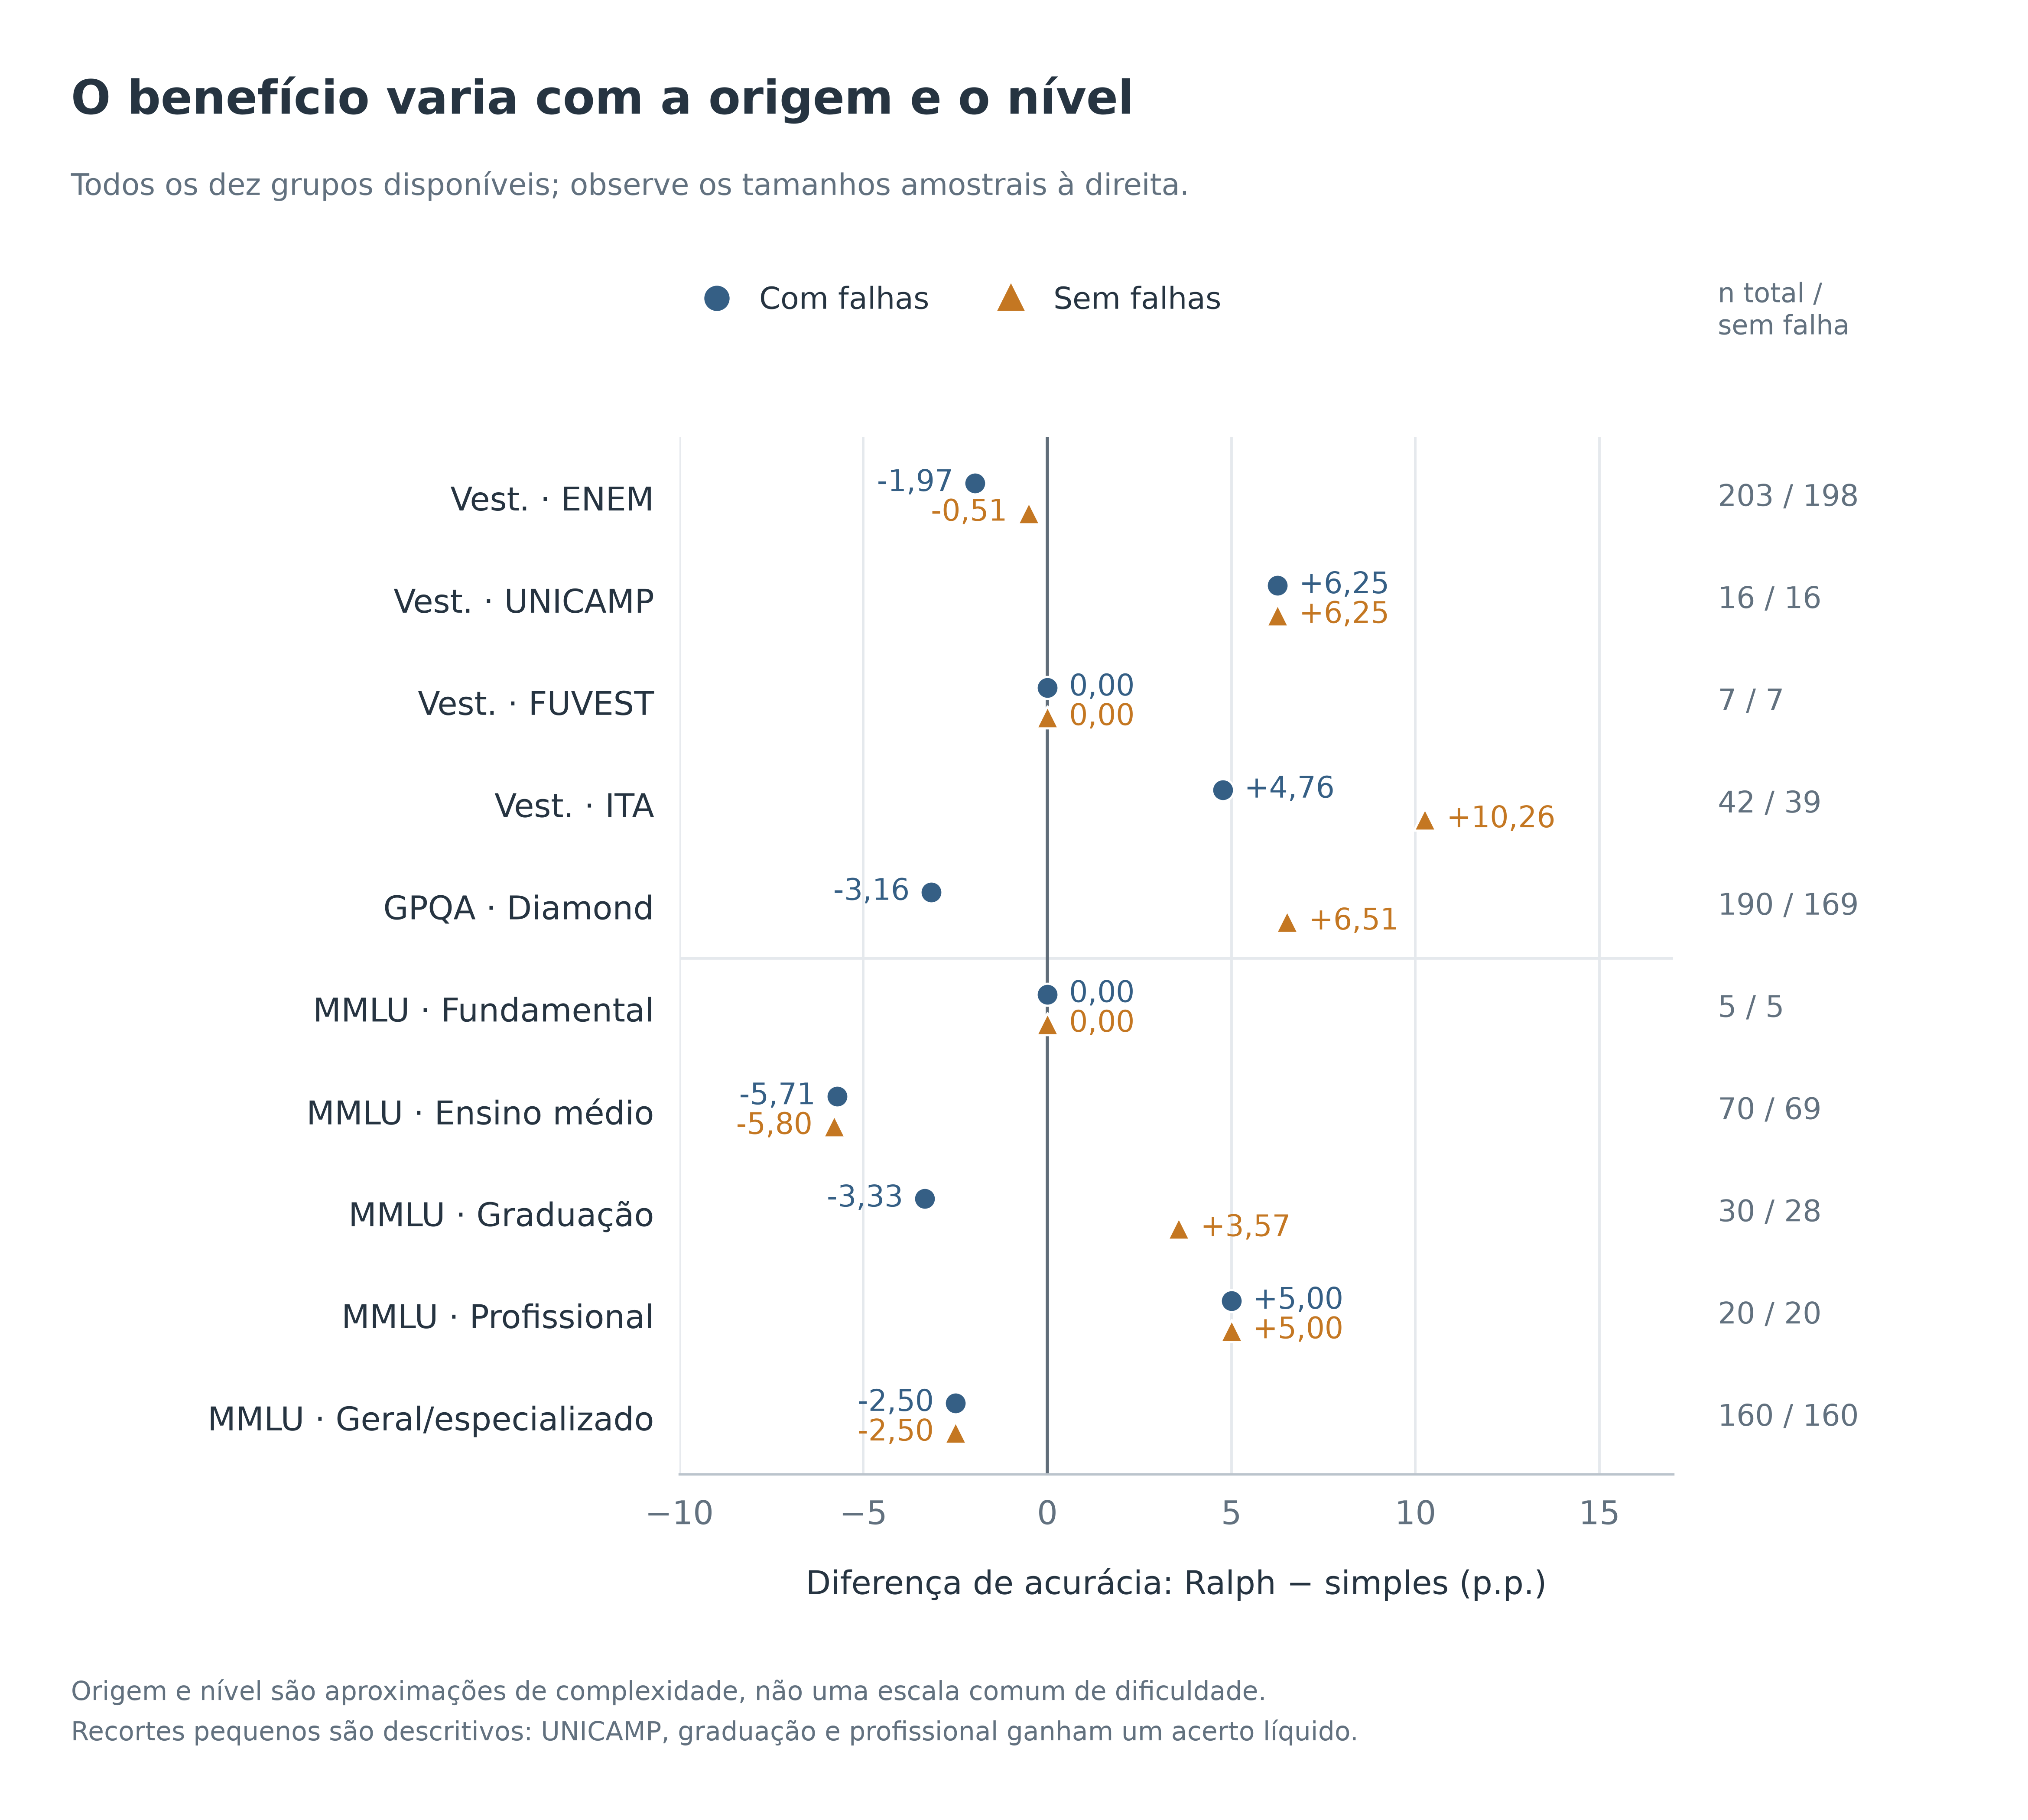 O benefício varia com a origem e o nível
Todos os dez grupos disponíveis; observe os tamanhos amostrais à direita.
Com falhas
Sem falhas
n total /
sem falha
Vest. · ENEM
-1,97
-0,51
203 / 198
Vest. · UNICAMP
+6,25
+6,25
16 / 16
Vest. · FUVEST
0,00
0,00
7 / 7
Vest. · ITA
+4,76
+10,26
42 / 39
GPQA · Diamond
-3,16
+6,51
190 / 169
MMLU · Fundamental
0,00
0,00
5 / 5
MMLU · Ensino médio
-5,71
-5,80
70 / 69
MMLU · Graduação
-3,33
+3,57
30 / 28
MMLU · Profissional
+5,00
+5,00
20 / 20
MMLU · Geral/especializado
-2,50
-2,50
160 / 160
−10 −5 0 5 10 15
Diferença de acurácia: Ralph − simples (p.p.)
Origem e nível são aproximações de complexidade, não uma escala comum de dificuldade.
Recortes pequenos são descritivos: UNICAMP, graduação e profissional ganham um acerto líquido.